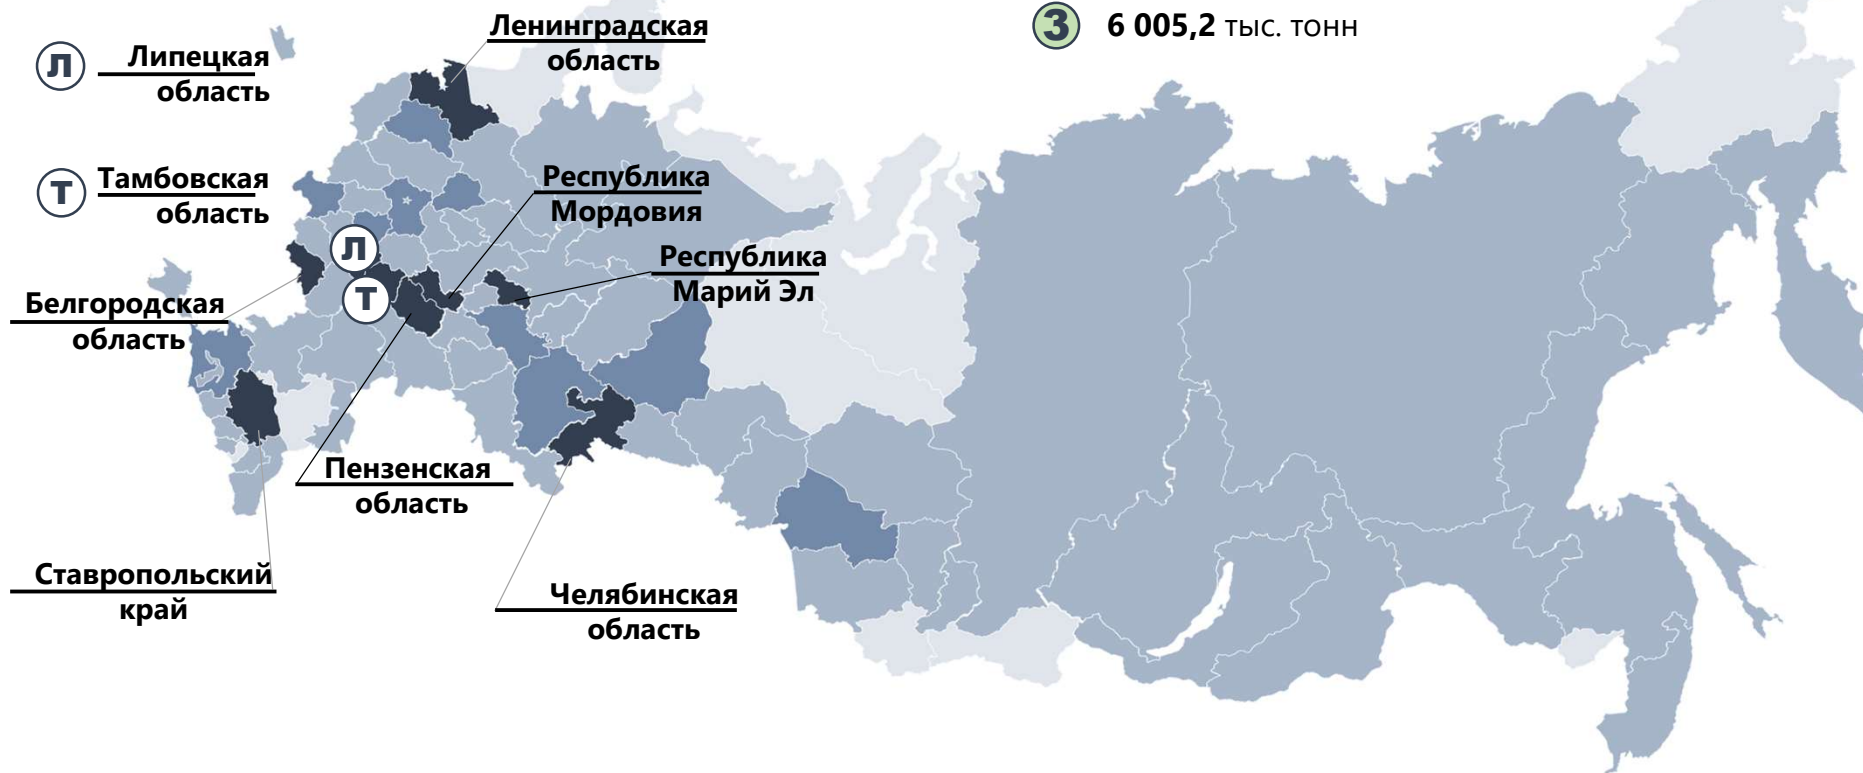 Ленинградская
область
3 6 005,2 тыс. тонн
Л Липецкая
область
Т Тамбовская
область
Республика
Мордовия
Л
Республика
Марий Эл
Т
Белгородская
область
Пензенская
область
Ставропольский
край
Челябинская
область